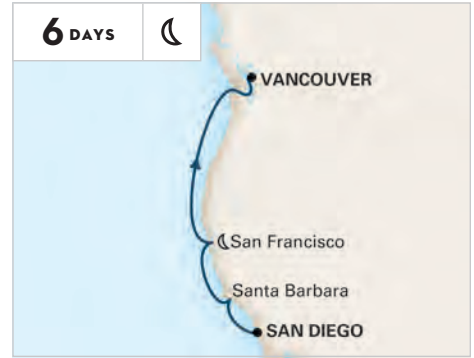 6 DAYS
VANCOUVER
San Francisco
Santa Barbara
SAN DIEGO